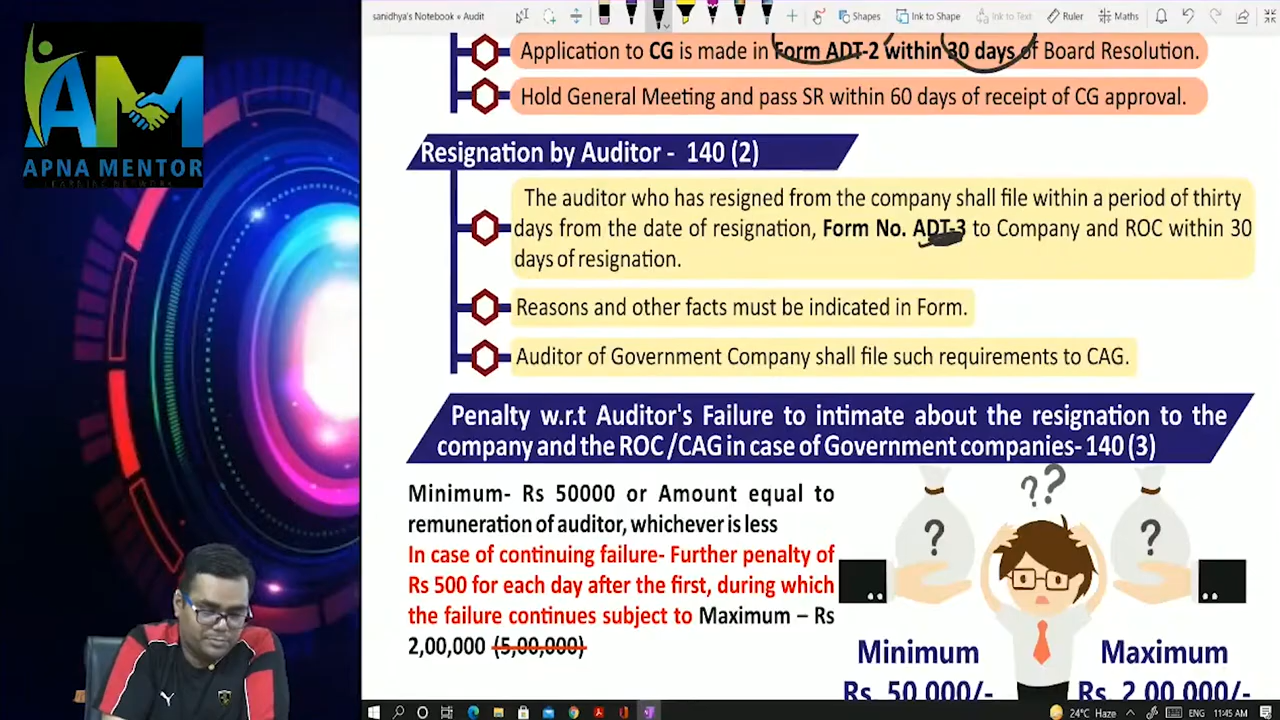 sanidhya's Notebook » Audit
Shapes
Ink to Shape
Ink to Text
Ruler
Maths
AM
APNA MENTOR
LEARNING NETWORK
Application to CG is made in Form ADT-2 within 30 days of Board Resolution.
Hold General Meeting and pass SR within 60 days of receipt of CG approval.
Resignation by Auditor - 140 (2)
The auditor who has resigned from the company shall file within a period of thirty
days from the date of resignation, Form No. ADT-3 to Company and ROC within 30
days of resignation.
Reasons and other facts must be indicated in Form.
Auditor of Government Company shall file such requirements to CAG.
Penalty w.r.t Auditor's Failure to intimate about the resignation to the
company and the ROC /CAG in case of Government companies- 140 (3)
Minimum- Rs 50000 or Amount equal to
remuneration of auditor, whichever is less
In case of continuing failure- Further penalty of
Rs 500 for each day after the first, during which
the failure continues subject to Maximum – Rs
2,00,000 (5,00,000)
? ?
?
?
Minimum
Rs. 50,000/-
Maximum
Rs. 2,00,000/-
24°C Haze
ENG
11:45 AM